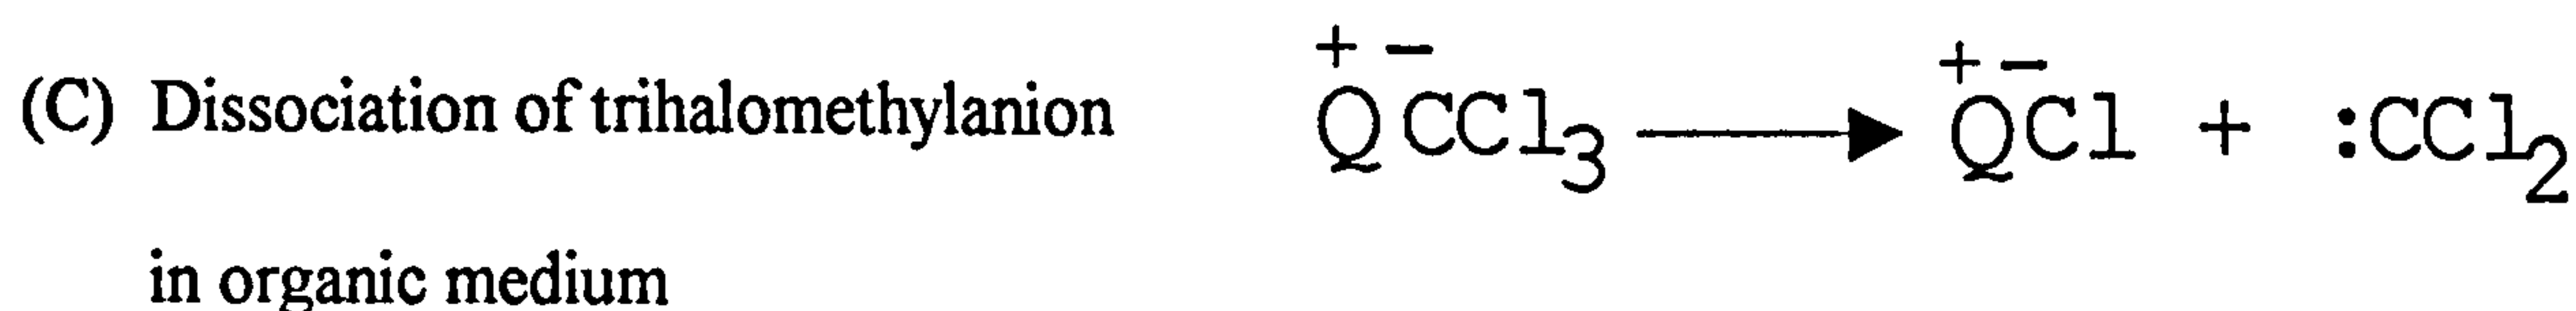 (C) Dissociation of trihalomethylanion Q⁺ ⁻CCl₃ ⟶ Q⁺Cl⁻ + :CCl₂
in organic medium